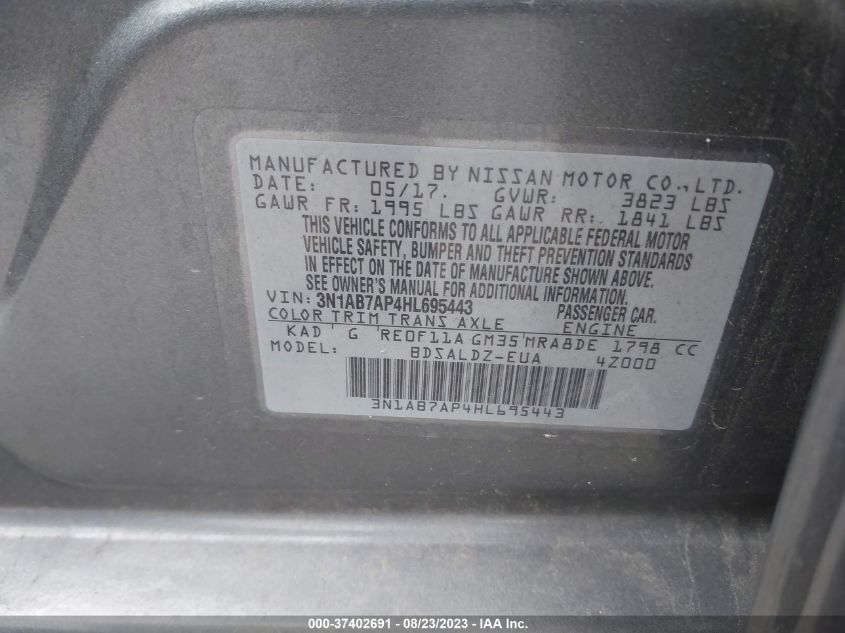 MANUFACTURED BY NISSAN MOTOR CO., LTD.
DATE: 05/17. GVWR: 3823 LBS
GAWR FR: 1995 LBS GAWR RR: 1841 LBS
THIS VEHICLE CONFORMS TO ALL APPLICABLE FEDERAL MOTOR
VEHICLE SAFETY, BUMPER AND THEFT PREVENTION STANDARDS
IN EFFECT ON THE DATE OF MANUFACTURE SHOWN ABOVE.
SEE OWNER'S MANUAL FOR ADDITIONAL INFORMATION.
VIN: 3N1AB7AP4HL695443 PASSENGER CAR.
COLOR TRIM TRANS AXLE ENGINE
KAD G RE0F11A GM35 MRA8DE 1798 CC
MODEL: BDSALDZ-EUA 4Z000
3N1AB7AP4HL695443
000-37402691 - 08/23/2023 - IAA Inc.